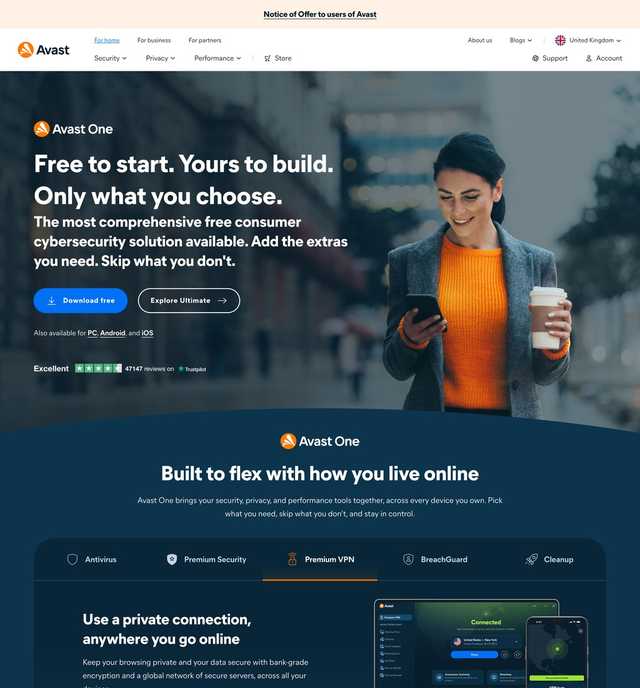 Notice of Offer to users of Avast
Avast
For home For business For partners
About us Blogs United Kingdom
Security Privacy Performance Store
Support Account
Avast One
Free to start. Yours to build.
Only what you choose.
The most comprehensive free consumer
cybersecurity solution available. Add the extras
you need. Skip what you don't.
Download free Explore Ultimate
Also available for PC, Android, and iOS
Excellent 47147 reviews on Trustpilot
Avast One
Built to flex with how you live online
Avast One brings your security, privacy, and performance tools together, across every device you own. Pick
what you need, skip what you don't, and stay in control.
Antivirus Premium Security Premium VPN BreachGuard Cleanup
Use a private connection,
anywhere you go online
Keep your browsing private and your data secure with bank-grade
encryption and a global network of secure servers, across all your
Avast
Connected